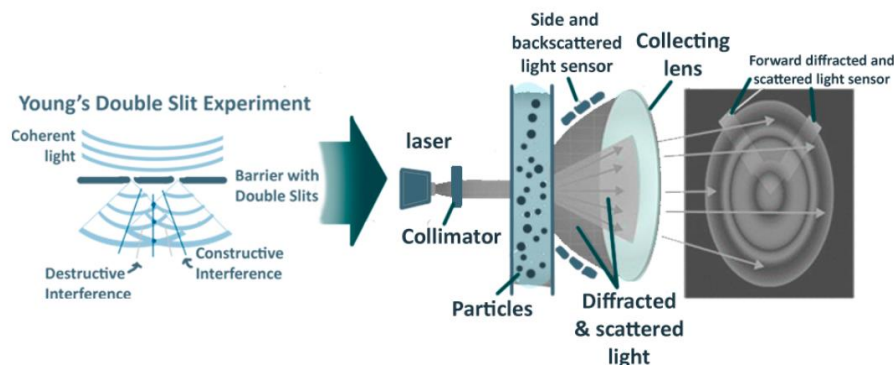 Young's Double Slit Experiment
Coherent
light
Barrier with
Double Slits
Destructive
Interference
Constructive
Interference
laser
Collimator
Side and
backscattered
light sensor
Collecting
lens
Particles
Diffracted
& scattered
light
Forward diffracted and
scattered light sensor